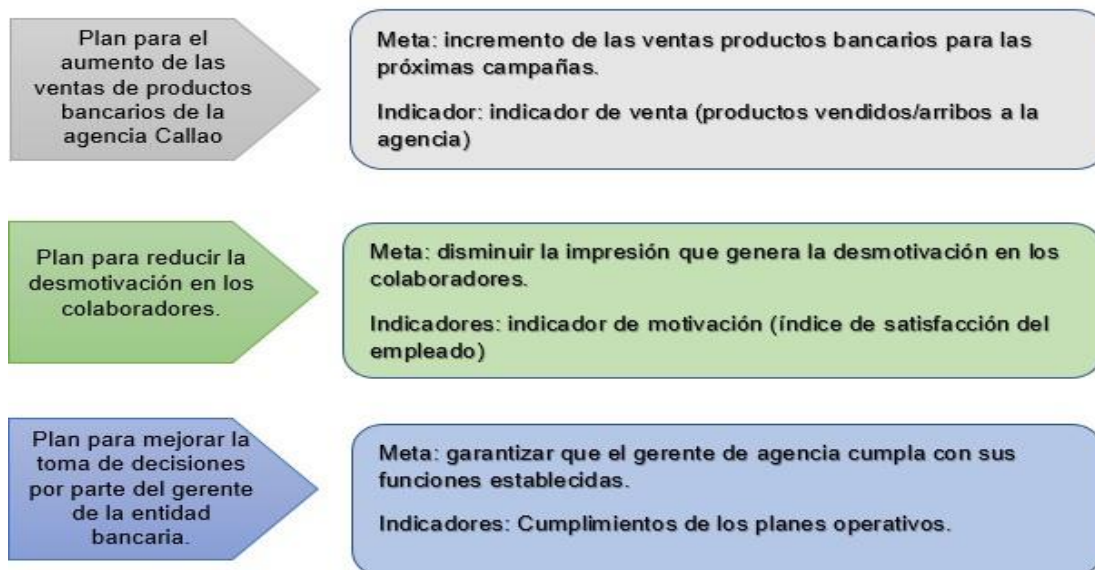 Plan para el
aumento de las
ventas de productos
bancarios de la
agencia Callao
Meta: incremento de las ventas productos bancarios para las
próximas campañas.
Indicador: indicador de venta (productos vendidos/arribos a la
agencia)
Plan para reducir la
desmotivación en los
colaboradores.
Meta: disminuir la impresión que genera la desmotivación en los
colaboradores.
Indicadores: indicador de motivación (índice de satisfacción del
empleado)
Plan para mejorar la
toma de decisiones
por parte del gerente
de la entidad
bancaria.
Meta: garantizar que el gerente de agencia cumpla con sus
funciones establecidas.
Indicadores: Cumplimientos de los planes operativos.